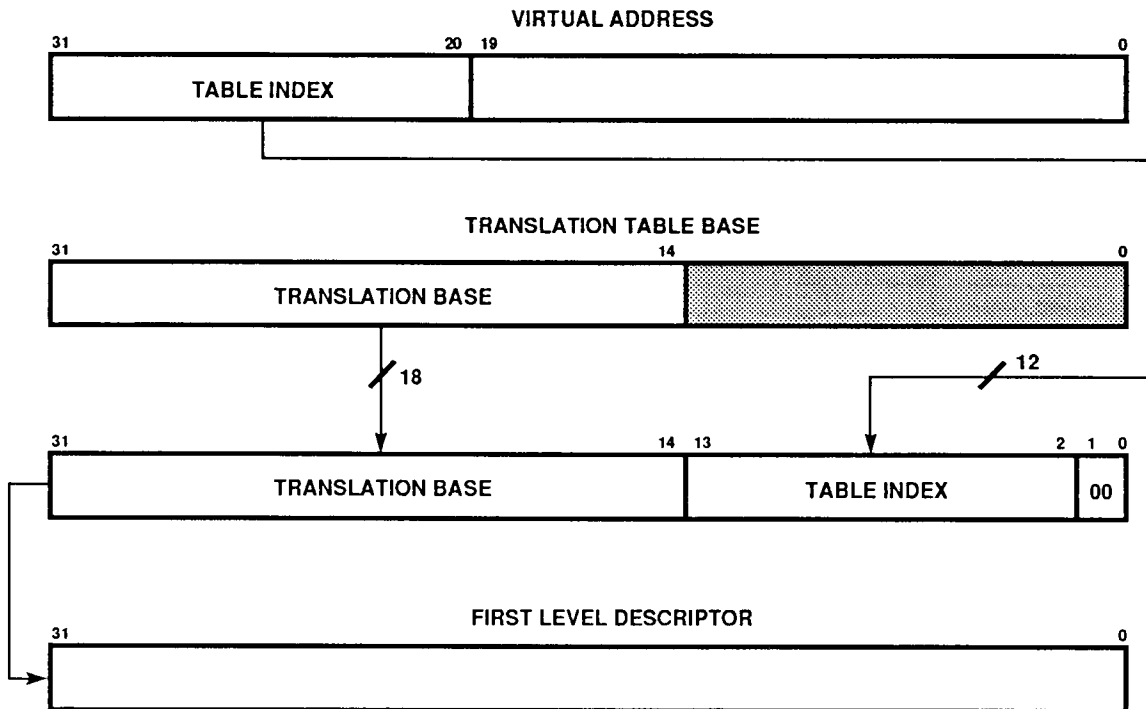 VIRTUAL ADDRESS
31 20 19 0
TABLE INDEX
TRANSLATION TABLE BASE
31 14 0
TRANSLATION BASE
18 12
31 14 13 2 1 0
TRANSLATION BASE TABLE INDEX 00
FIRST LEVEL DESCRIPTOR
31 0